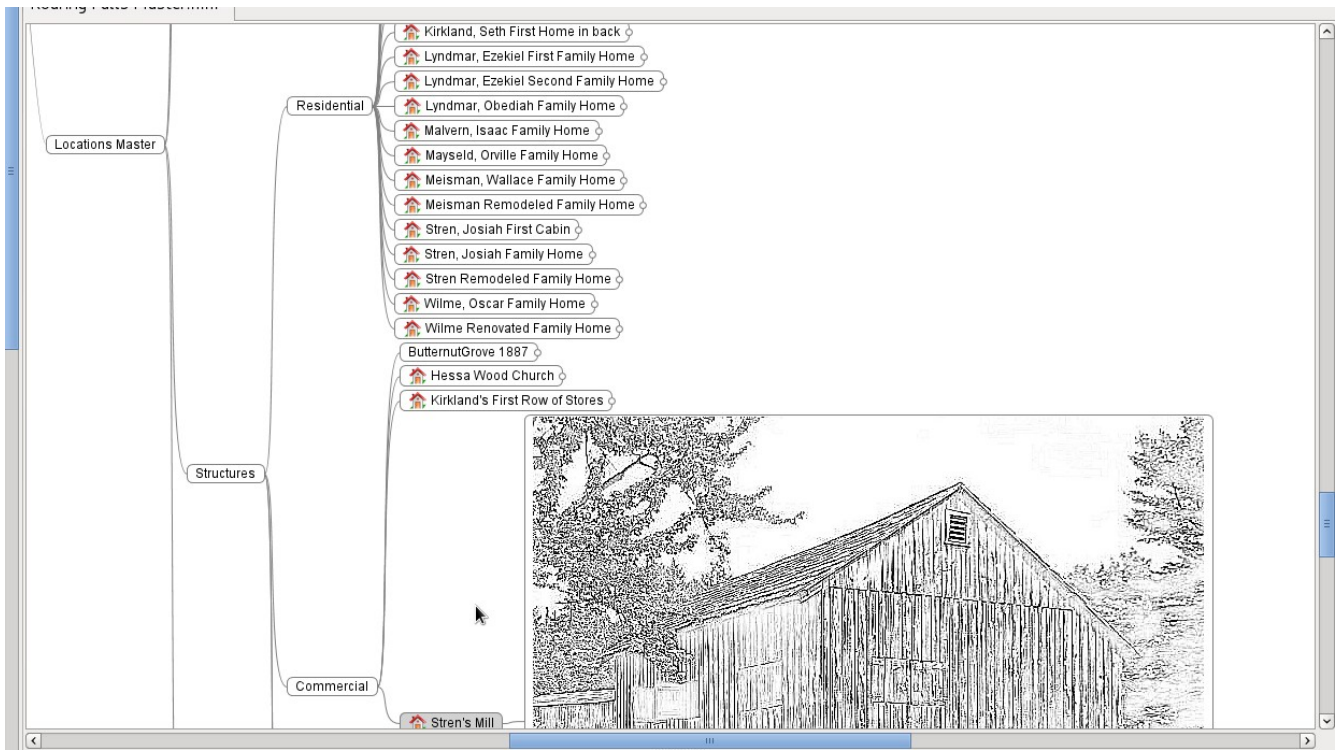 Kirkland, Seth First Home in back
Lyndmar, Ezekiel First Family Home
Lyndmar, Ezekiel Second Family Home
Residential
Lyndmar, Obediah Family Home
Malvern, Isaac Family Home
Locations Master
Mayseld, Orville Family Home
Meisman, Wallace Family Home
Meisman Remodeled Family Home
Stren, Josiah First Cabin
Stren, Josiah Family Home
Stren Remodeled Family Home
Wilme, Oscar Family Home
Wilme Renovated Family Home
ButternutGrove 1887
Hessa Wood Church
Kirkland's First Row of Stores
Structures
Commercial
Stren's Mill